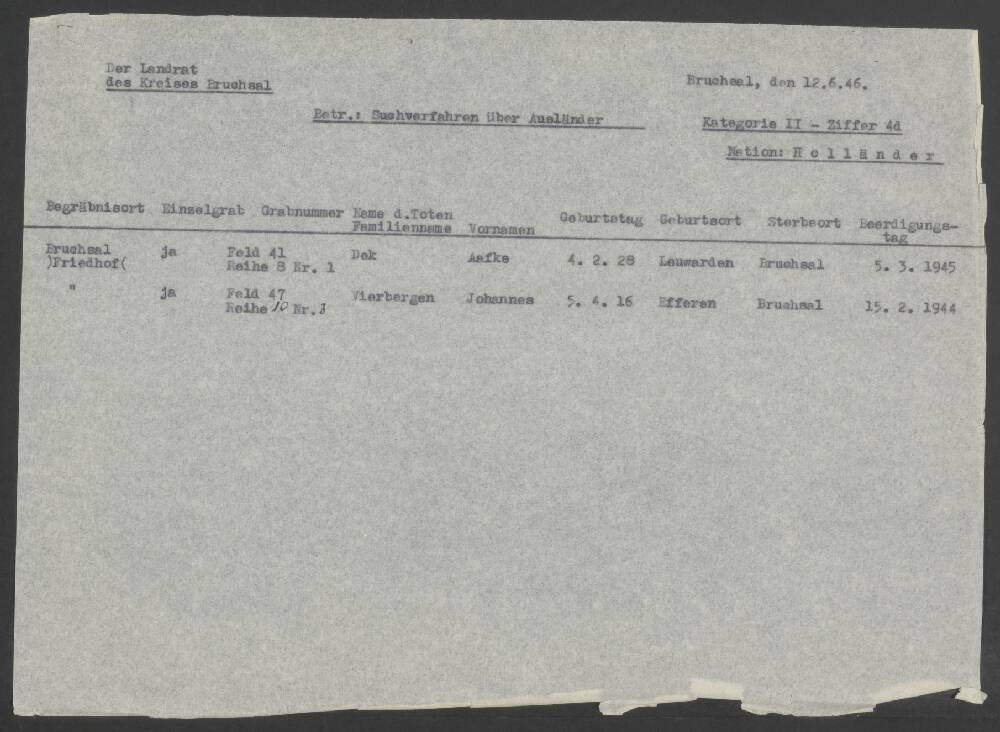 Der Landrat
des Kreises Bruchsal
Bruchsal, den 12.6.46.
Betr.: Suchverfahren über Ausländer
Kategorie II - Ziffer 4d
Nation: H o l l ä n d e r
Begräbnisort Einzelgrab Grabnummer Name d.Toten Geburtstag Geburtsort Sterbeort Beerdigungs-
Familienname Vornamen tag
Bruchsal ja Feld 41 Dok Aafke 4. 2. 28 Leuwarden Bruchsal 5. 3. 1945
)Friedhof( Reihe 8 Nr. 1
" ja Feld 47 Vierbergen Johannes 5. 4. 16 Efferen Bruchsal 15. 2. 1944
Reihe 10 Nr.